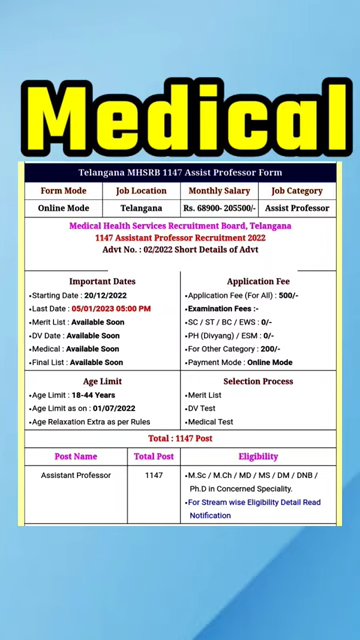 Medical
Telangana MHSRB 1147 Assist Professor Form
Form Mode Job Location Monthly Salary Job Category
Online Mode Telangana Rs. 68900- 205500/- Assist Professor
Medical Health Services Recruitment Board, Telangana
1147 Assistant Professor Recruitment 2022
Advt No. : 02/2022 Short Details of Advt
Important Dates
•Starting Date : 20/12/2022
•Last Date : 05/01/2023 05:00 PM
•Merit List : Available Soon
•DV Date : Available Soon
•Medical : Available Soon
•Final List : Available Soon
Application Fee
•Application Fee (For All) : 500/-
•Examination Fees :-
•SC / ST / BC / EWS : 0/-
•PH (Divyang) / ESM : 0/-
•For Other Category : 200/-
•Payment Mode : Online Mode
Age Limit
•Age Limit : 18-44 Years
•Age Limit as on : 01/07/2022
•Age Relaxation Extra as per Rules
Selection Process
•Merit List
•DV Test
•Medical Test
Total : 1147 Post
Post Name Total Post Eligibility
Assistant Professor 1147 •M.Sc / M.Ch / MD / MS / DM / DNB /
Ph.D in Concerned Speciality.
•For Stream wise Eligibility Detail Read
Notification